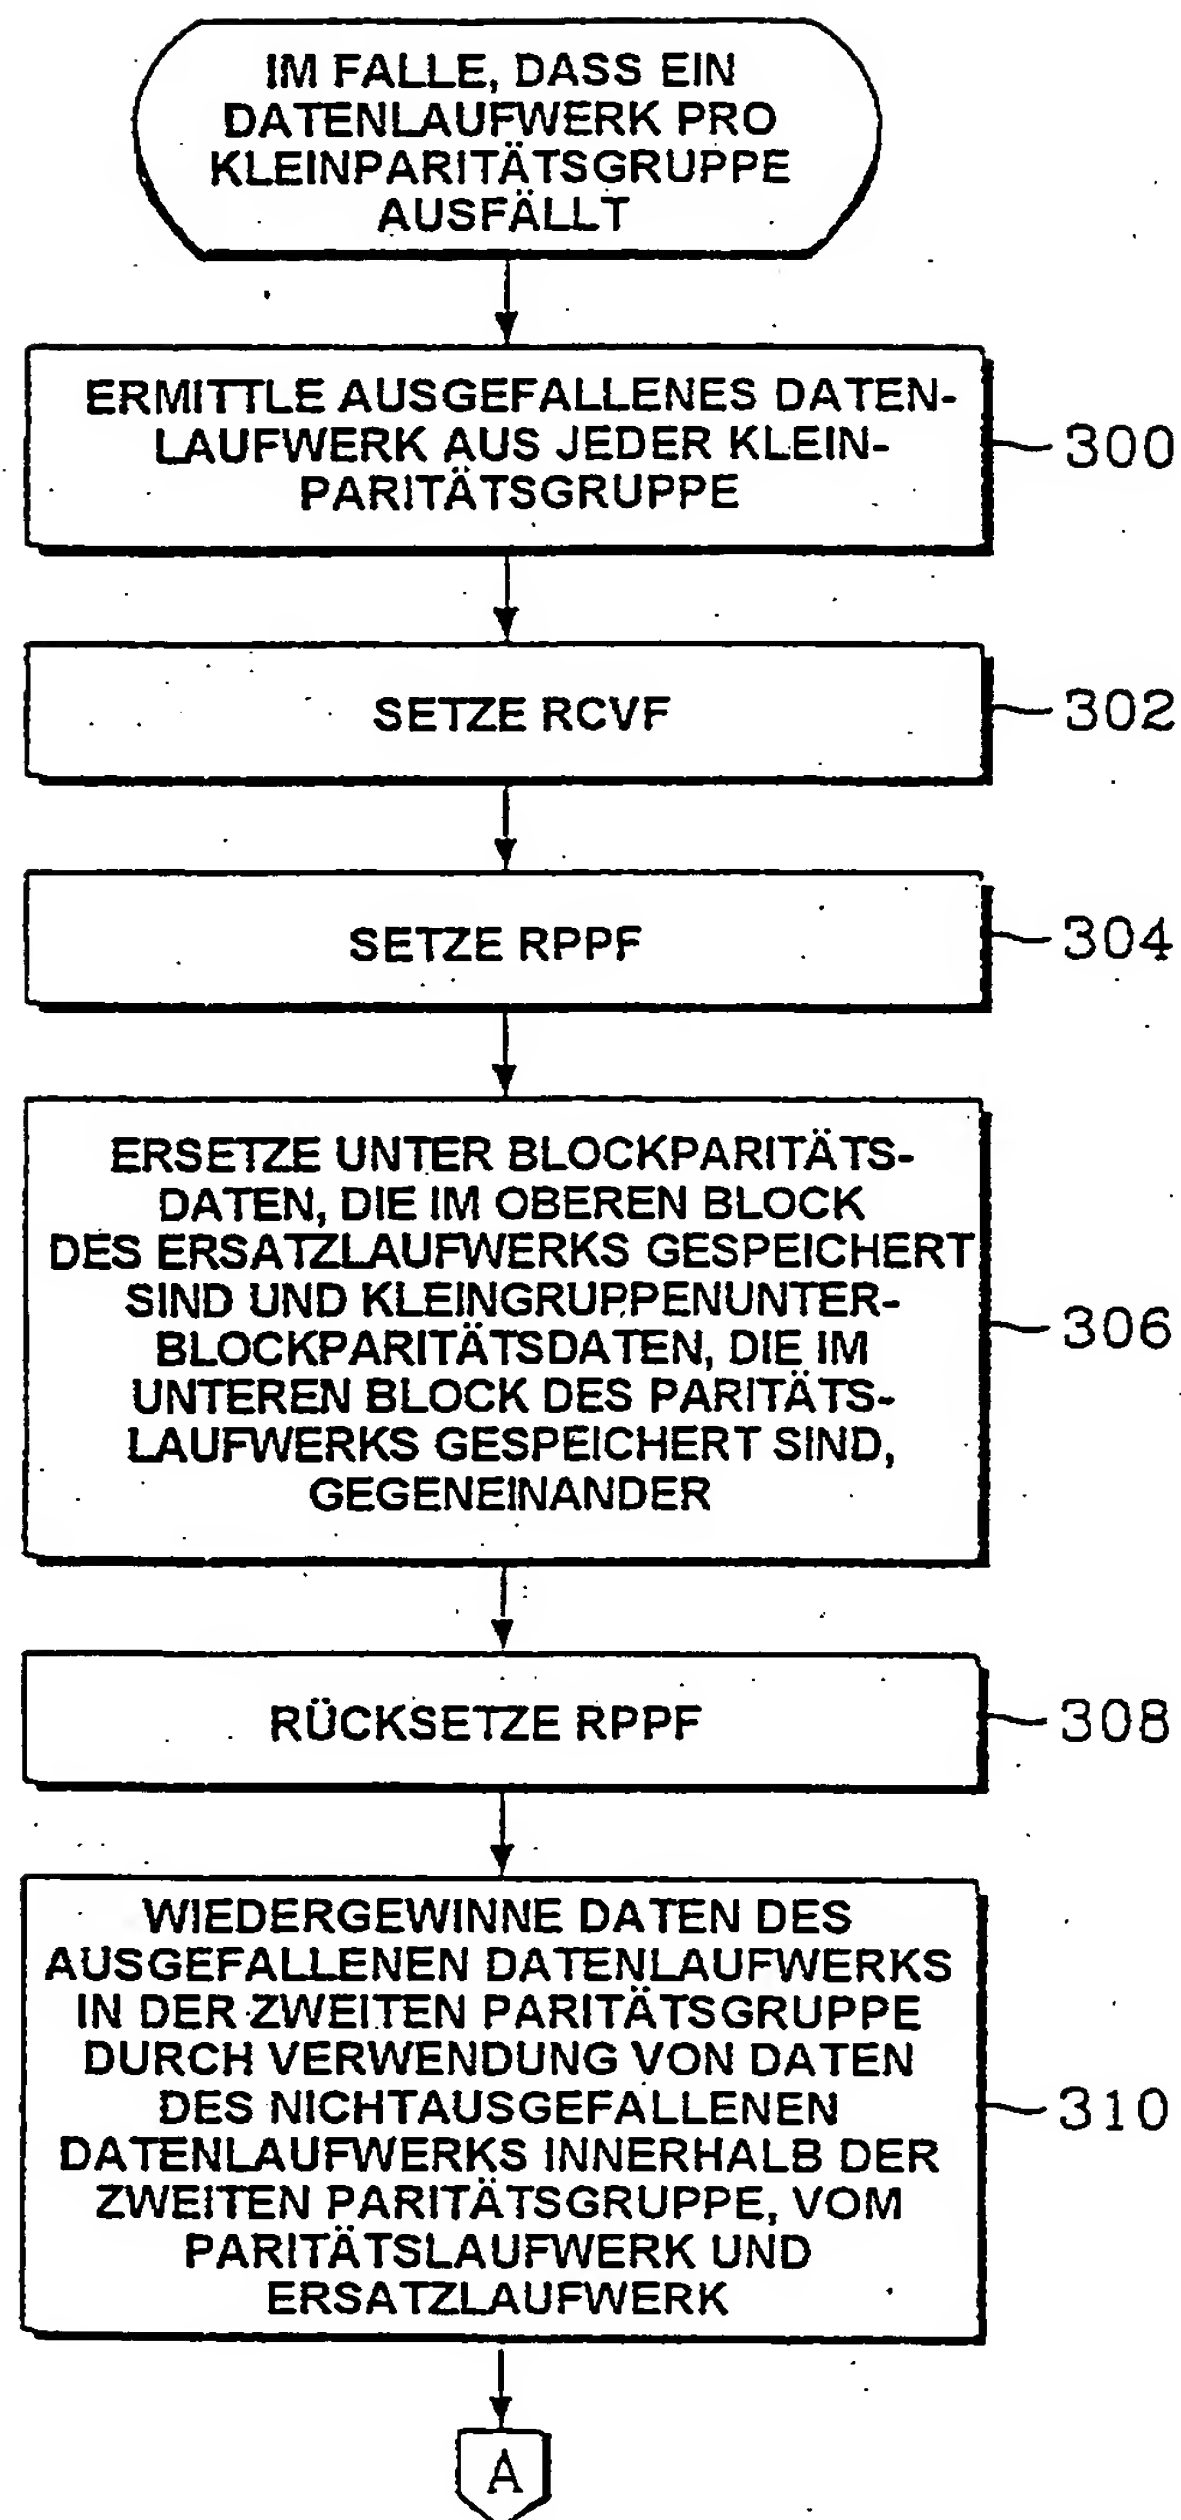 IM FALLE, DASS EIN
DATENLAUFWERK PRO
KLEINPARITÄTSGRUPPE
AUSFÄLLT
ERMITTLE AUSGEFALLENES DATEN-
LAUFWERK AUS JEDER KLEIN-
PARITÄTSGRUPPE
300
SETZE RCVF
302
SETZE RPPF
304
ERSETZE UNTER BLOCKPARITÄTS-
DATEN, DIE IM OBEREN BLOCK
DES ERSATZLAUFWERKS GESPEICHERT
SIND UND KLEINGRUPPENUNTER-
BLOCKPARITÄTSDATEN, DIE IM
UNTEREN BLOCK DES PARITÄTS-
LAUFWERKS GESPEICHERT SIND,
GEGENEINANDER
306
RÜCKSETZE RPPF
308
WIEDERGEWINNE DATEN DES
AUSGEFALLENEN DATENLAUFWERKS
IN DER ZWEITEN PARITÄTSGRUPPE
DURCH VERWENDUNG VON DATEN
DES NICHTAUSGEFALLENEN
DATENLAUFWERKS INNERHALB DER
ZWEITEN PARITÄTSGRUPPE, VOM
PARITÄTSLAUFWERK UND
ERSATZLAUFWERK
310
A